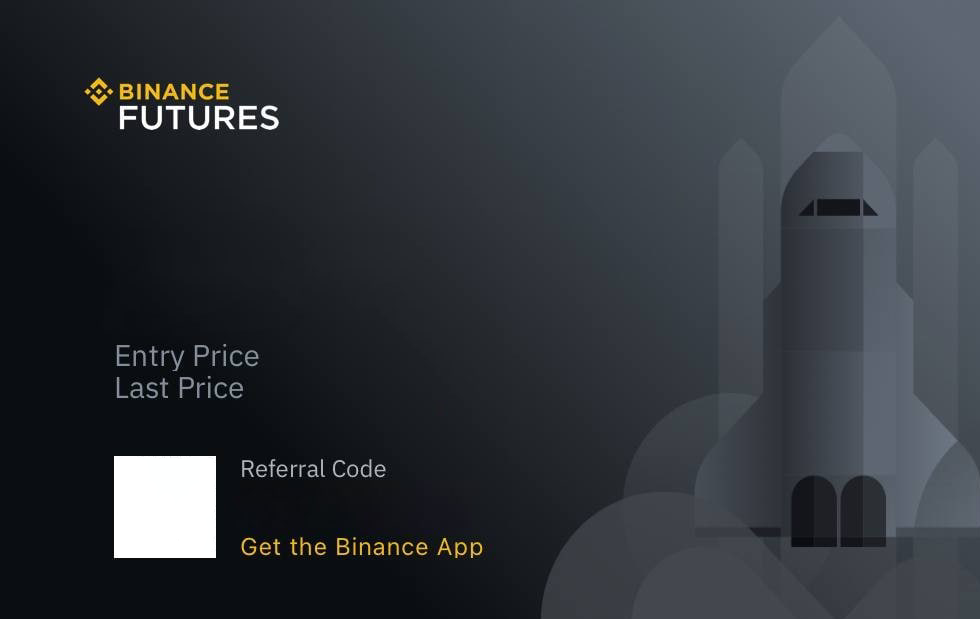 BINANCE
FUTURES
Entry Price
Last Price
Referral Code
Get the Binance App